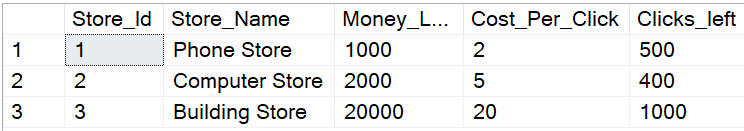 Store_Id Store_Name Money_L... Cost_Per_Click Clicks_left
1 1 Phone Store 1000 2 500
2 2 Computer Store 2000 5 400
3 3 Building Store 20000 20 1000